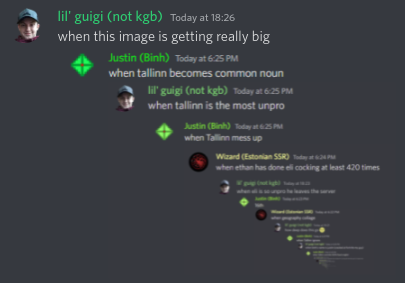 lil' guigi (not kgb) Today at 18:26
when this image is getting really big
Justin (Binh) Today at 6:25 PM
when tallinn becomes common noun
lil' guigi (not kgb) Today at 6:25 PM
when tallinn is the most unpro
Justin (Binh) Today at 6:25 PM
when Tallinn mess up
Wizard (Estonian SSR) Today at 6:24 PM
when ethan has done eli cocking at least 420 times
lil' guigi (not kgb) Today at
when eli is so unpro he leaves the server
Justin (Binh)
Wizard (Estonian SSR)
when geography college